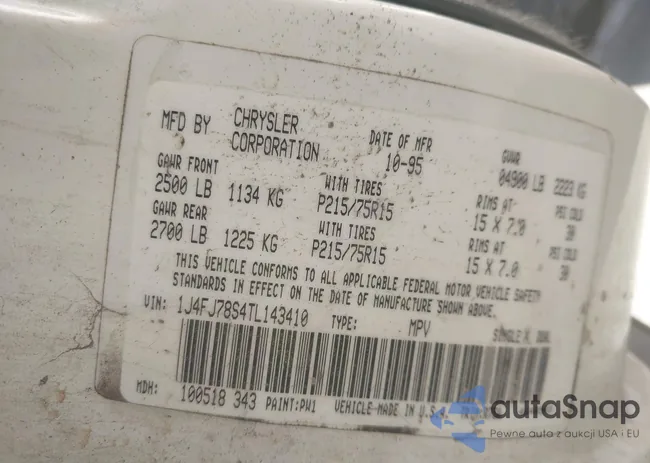 MFD BY CHRYSLER CORPORATION DATE OF MFR 10-95 GVWR 04900 LB 2223 KG
GAWR FRONT WITH TIRES RIMS AT PSI COLD
2500 LB 1134 KG P215/75R15 15 X 7.0 30
GAWR REAR WITH TIRES RIMS AT PSI COLD
2700 LB 1225 KG P215/75R15 15 X 7.0 30
THIS VEHICLE CONFORMS TO ALL APPLICABLE FEDERAL MOTOR VEHICLE SAFETY
STANDARDS IN EFFECT ON THE DATE OF MANUFACTURE SHOWN ABOVE.
VIN: 1J4FJ78S4TL143410 TYPE: MPV SINGLE X DUAL
MDH: 100518 343 PAINT: PW1 VEHICLE MADE IN U.S.A.
autaSnap
Pewne auta z aukcji USA i EU